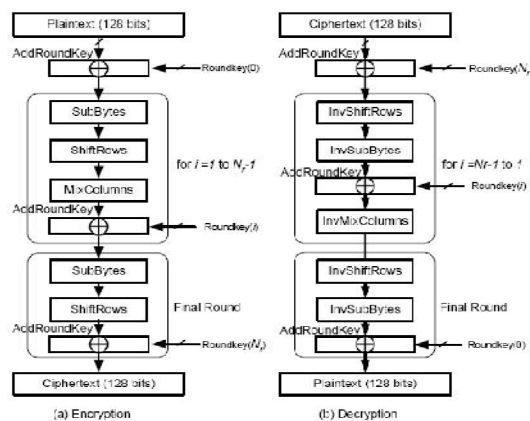 Plaintext (128 bits)
AddRoundKey
Roundkey(0)
SubBytes
ShiftRows
MixColumns
for i =1 to Nr-1
AddRoundKey
Roundkey(i)
SubBytes
ShiftRows
Final Round
AddRoundKey
Roundkey(Nr)
Ciphertext (128 bits)
(a) Encryption
Ciphertext (128 bits)
AddRoundKey
Roundkey(Nr)
InvShiftRows
InvSubBytes
for i =Nr-1 to 1
AddRoundKey
Roundkey(i)
InvMixColumns
InvShiftRows
InvSubBytes
Final Round
AddRoundKey
Roundkey(0)
Plaintext (128 bits)
(b) Decryption